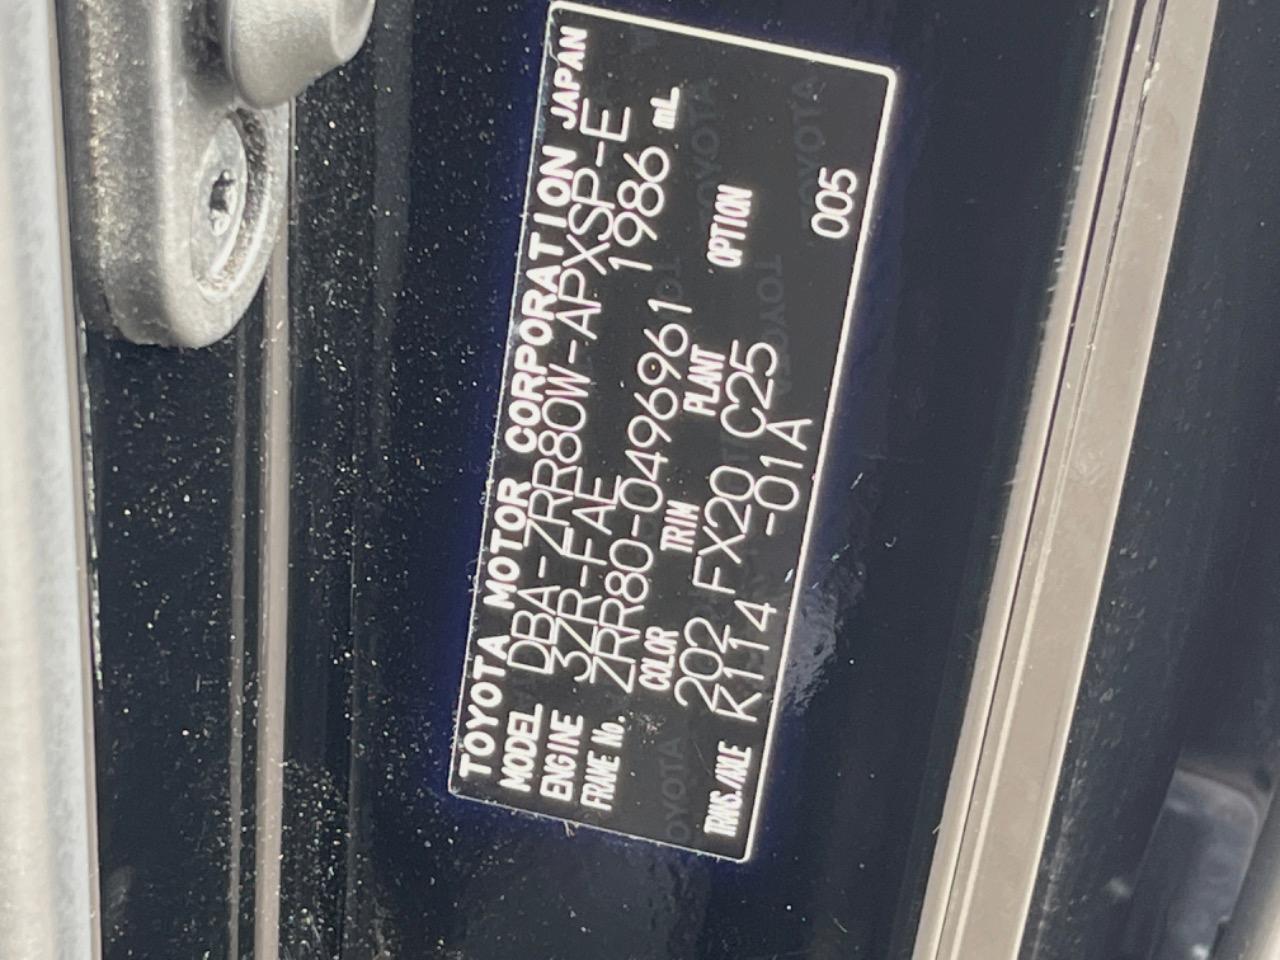 TOYOTA MOTOR CORPORATION JAPAN
MODEL DBA-ZRR80W-APXSP-E
ENGINE 3ZR-FAE 1986 mL
FRAME No. ZRR80-0496961
COLOR TRIM PLANT OPTION
202 FX20 C25
TRANS./AXLE K114 -01A 005